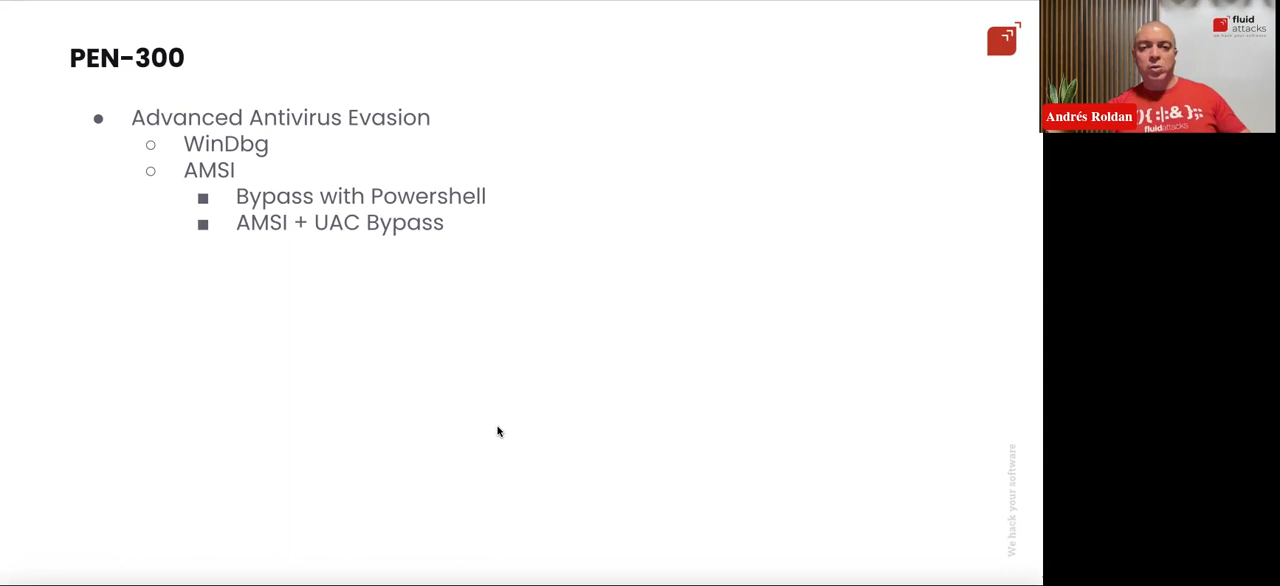 PEN-300
Advanced Antivirus Evasion
WinDbg
AMSI
Bypass with Powershell
AMSI + UAC Bypass
We hack your software
fluid
attacks
we hack your software
Andrés Roldan
){ :|:& };:
fluidattacks